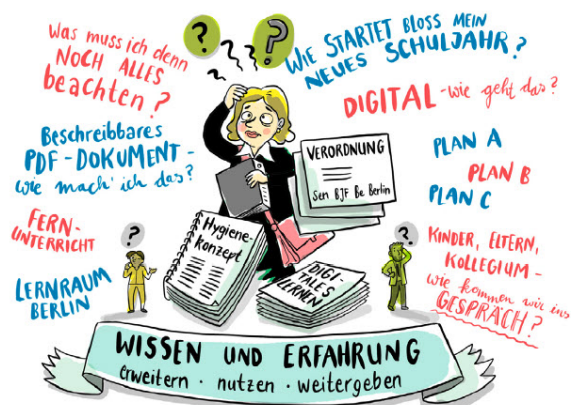 Was muss ich denn
NOCH ALLES
beachten?
?
?
WIE STARTET BLOSS MEIN
NEUES SCHULJAHR?
DIGITAL - wie geht das?
Beschreibbares
PDF-DOKUMENT-
wie mach' ich das?
VERORDNUNG
Sen BJF Be Berlin
PLAN A
PLAN B
PLAN C
FERN-
UNTERRICHT
LERNRAUM
BERLIN
?
Hygiene-
konzept
DIGI-
TALES
LERNEN
?
KINDER, ELTERN,
KOLLEGIUM -
wie kommen wir ins
GESPRÄCH?
WISSEN UND ERFAHRUNG
erweitern · nutzen · weitergeben